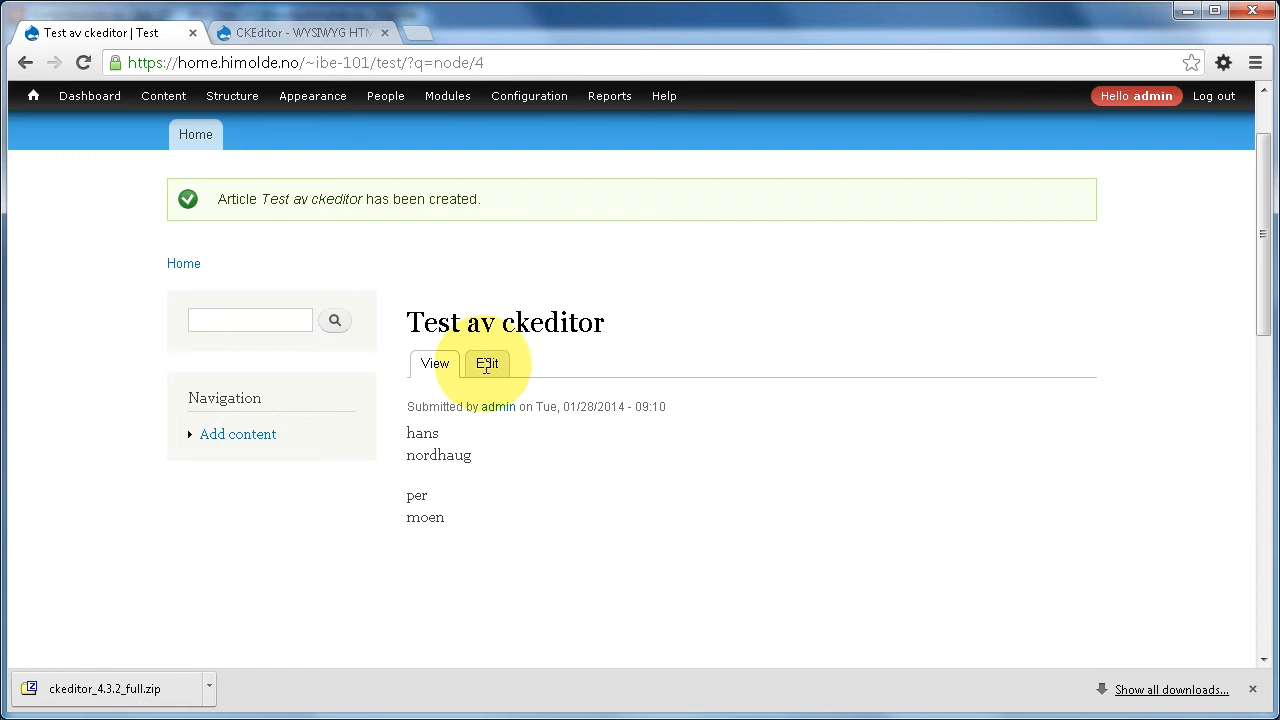 Test av ckeditor | Test
CKEditor - WYSIWYG HTM
https://home.himolde.no/~ibe-101/test/?q=node/4
Dashboard Content Structure Appearance People Modules Configuration Reports Help Hello admin Log out
Home
Article Test av ckeditor has been created.
Home
Test av ckeditor
View Edit
Navigation
Add content
Submitted by admin on Tue, 01/28/2014 - 09:10
hans
nordhaug
per
moen
ckeditor_4.3.2_full.zip
Show all downloads...